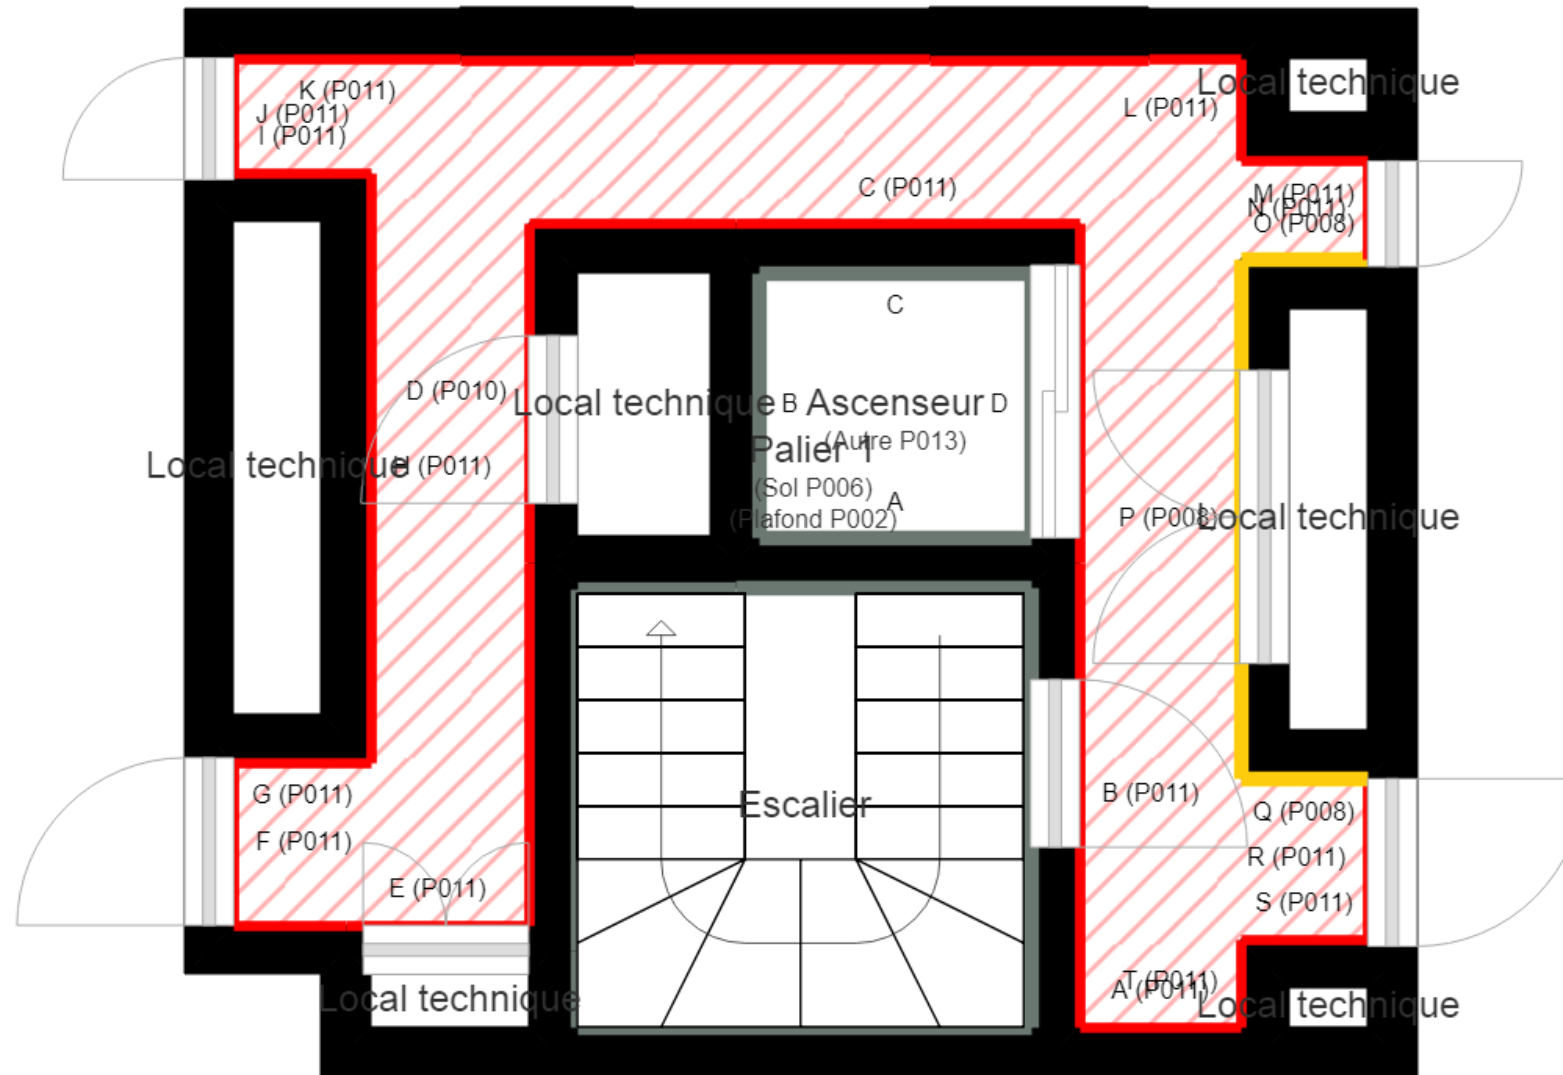 Local technique
K (P011)
J (P011)
I (P011)
L (P011)
C (P011)
M (P011)
N (P011)
O (P008)
C
D (P010)
Local technique
B
Ascenseur
D
(Autre P013)
Palier 1
Local technique
H (P011)
(Sol P006)
A
(Plafond P002)
P (P008)
Local technique
G (P011)
B (P011)
Escalier
Q (P008)
F (P011)
R (P011)
E (P011)
S (P011)
T (P011)
A (P011)
Local technique
Local technique